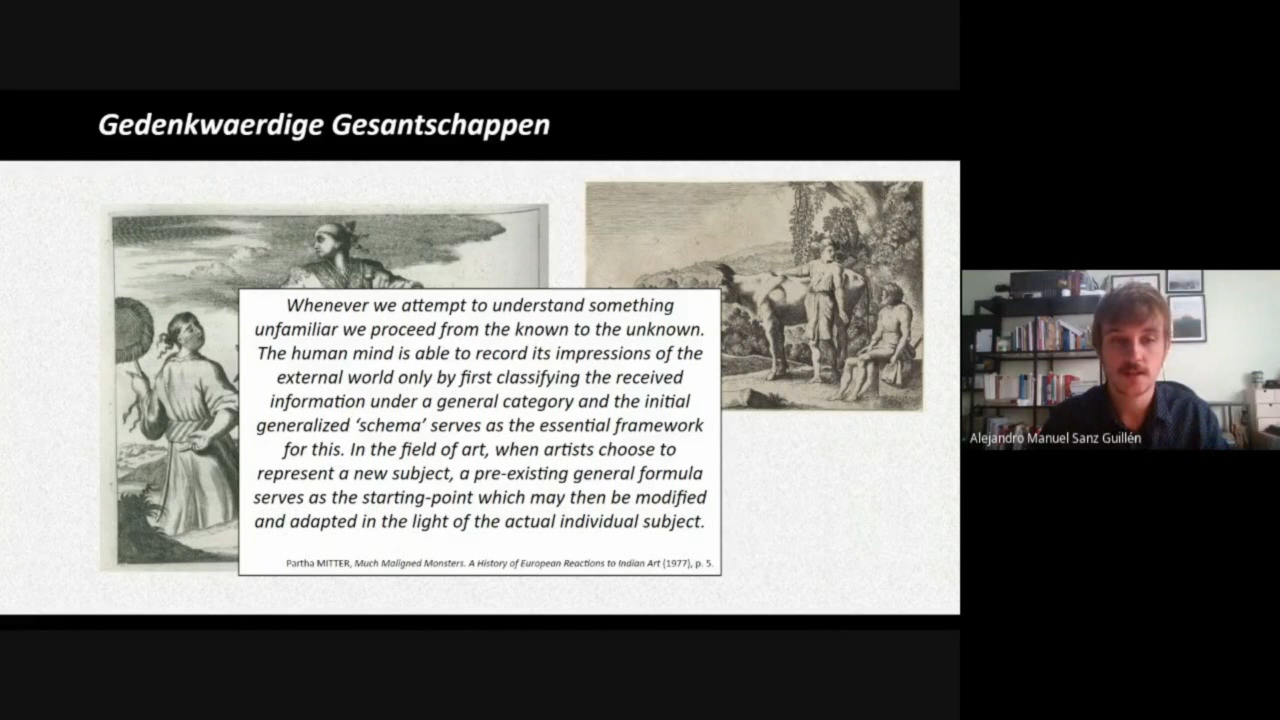 Gedenkwaerdige Gesantschappen
Whenever we attempt to understand something
unfamiliar we proceed from the known to the unknown.
The human mind is able to record its impressions of the
external world only by first classifying the received
information under a general category and the initial
generalized ‘schema’ serves as the essential framework
for this. In the field of art, when artists choose to
represent a new subject, a pre-existing general formula
serves as the starting-point which may then be modified
and adapted in the light of the actual individual subject.
Partha MITTER, Much Maligned Monsters. A History of European Reactions to Indian Art (1977), p. 5.
Alejandro Manuel Sanz Guillén